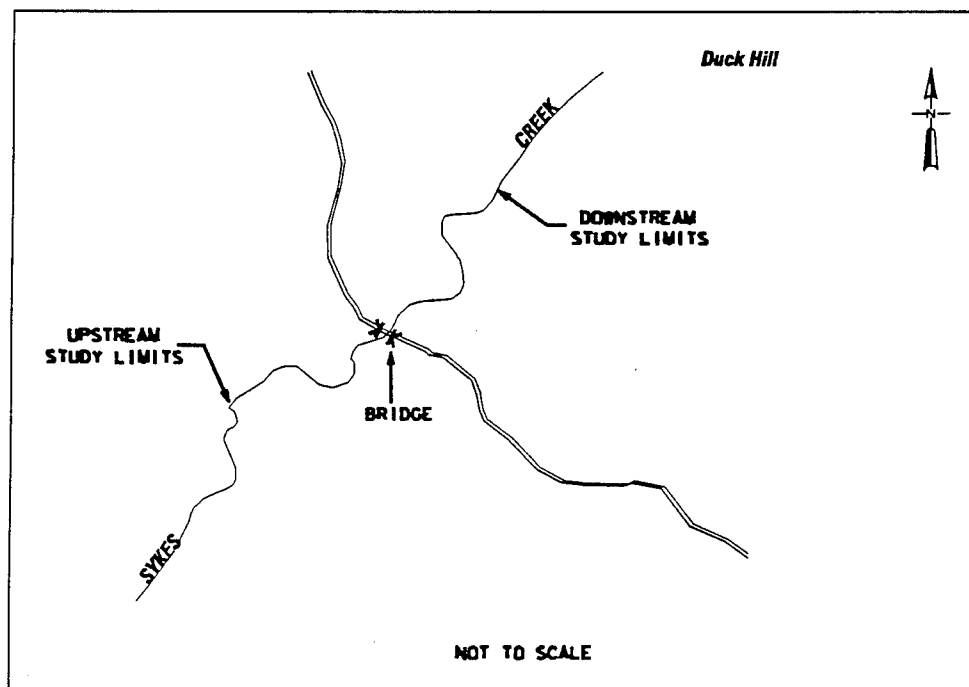 Duck Hill
N
CREEK
DOWNSTREAM
STUDY LIMITS
UPSTREAM
STUDY LIMITS
BRIDGE
SYKES
NOT TO SCALE